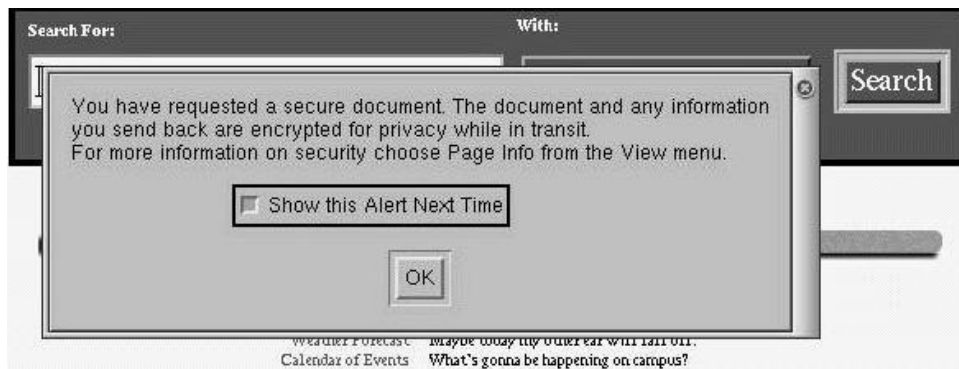 Search For:
With:
Search
You have requested a secure document. The document and any information
you send back are encrypted for privacy while in transit.
For more information on security choose Page Info from the View menu.
Show this Alert Next Time
OK
Weather Forecast Maybe today my other ear will fall off.
Calendar of Events What's gonna be happening on campus?